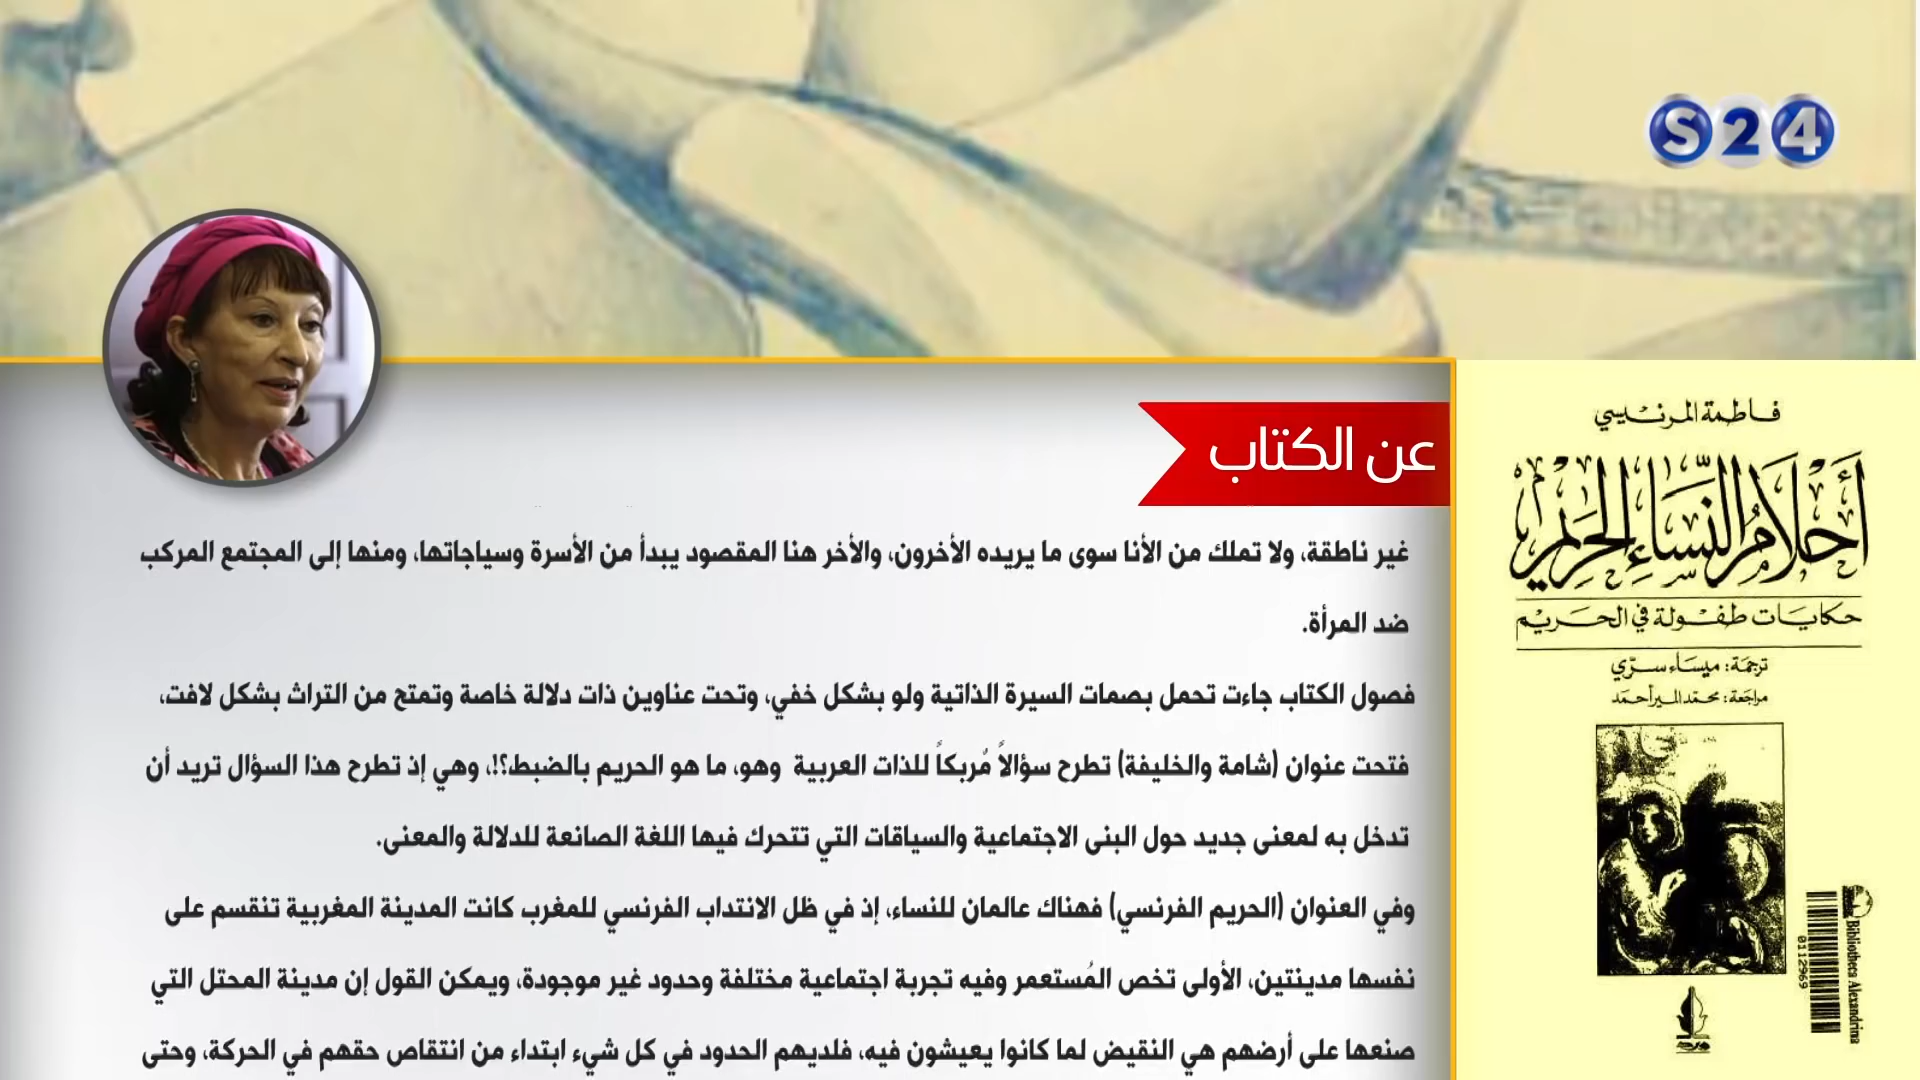 S24
عن الكتاب
غير ناطقة، ولا تملك من الأنا سوى ما يريده الأخرون، والأخر هنا المقصود يبدأ من الأسرة وسياجاتها، ومنها إلى المجتمع المركب
ضد المرأة.
فصول الكتاب جاءت تحمل بصمات السيرة الذاتية ولو بشكل خفي، وتحت عناوين ذات دلالة خاصة وتمتح من التراث بشكل لافت،
فتحت عنوان (شامة والخليفة) تطرح سؤالاً مُربكاً للذات العربية وهو، ما هو الحريم بالضبط؟!، وهي إذ تطرح هذا السؤال تريد أن
تدخل به لمعنى جديد حول البنى الاجتماعية والسياقات التي تتحرك فيها اللغة الصانعة للدلالة والمعنى.
وفي العنوان (الحريم الفرنسي) فهناك عالمان للنساء، إذ في ظل الانتداب الفرنسي للمغرب كانت المدينة المغربية تنقسم على
نفسها مدينتين، الأولى تخص المُستعمر وفيه تجربة اجتماعية مختلفة وحدود غير موجودة، ويمكن القول إن مدينة المحتل التي
صنعها على أرضهم هي النقيض لما كانوا يعيشون فيه، فلديهم الحدود في كل شيء ابتداء من انتقاص حقهم في الحركة، وحتى
فاطمة المرنيسي
أَحْلَامُ النِّسَاءِ الحَرِيْمِ
حكايات طفولة في الحريم
ترجمة: ميساء سرّي
مراجعة: محمد المير أحمد
Bibliotheca Alexandrina
0112969
ورد